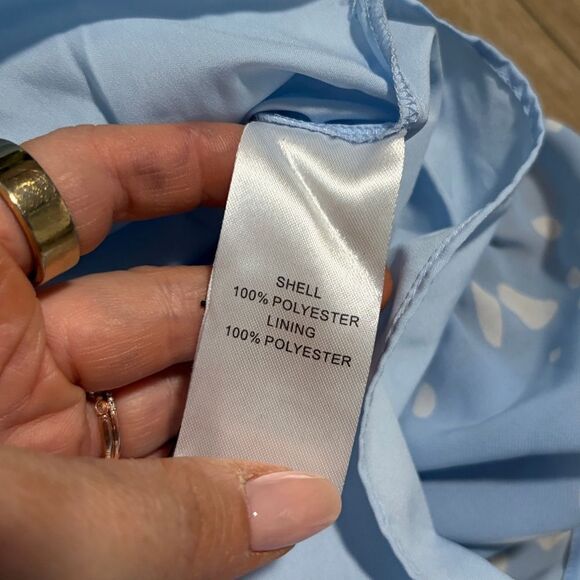 SHELL
100% POLYESTER
LINING
100% POLYESTER